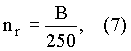 n_r = B/250, (7)